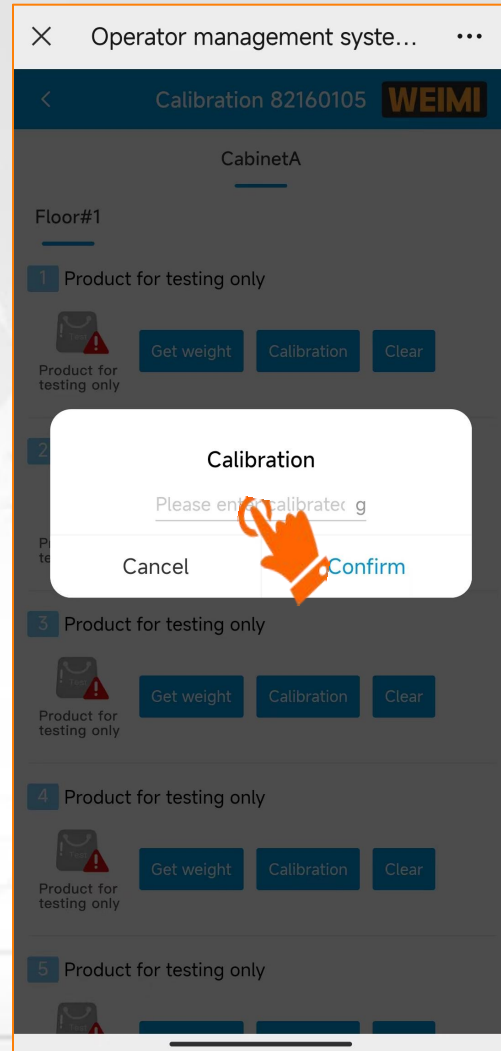 Operator management syste...
Calibration 82160105 WEIMI
CabinetA
Floor#1
1 Product for testing only
Get weight Calibration Clear
Product for
testing only
2
Calibration
Please g
Cancel Confirm
3 Product for testing only
Get weight Calibration Clear
Product for
testing only
4 Product for testing only
Get weight Calibration Clear
Product for
testing only
5 Product for testing only